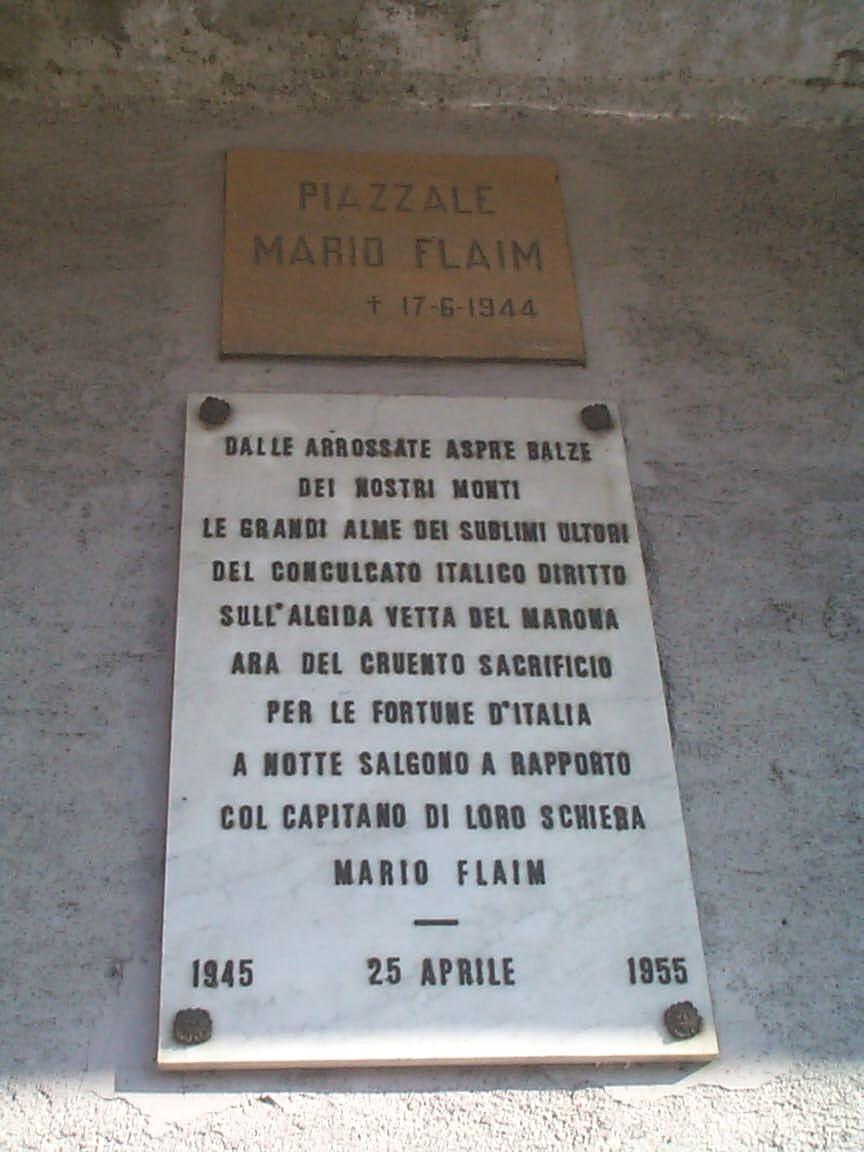 PIAZZALE
MARIO FLAIM
† 17-6-1944
DALLE ARROSSATE ASPRE BALZE
DEI NOSTRI MONTI
LE GRANDI ALME DEI SUBLIMI ULTORI
DEL CONCULCATO ITALICO DIRITTO
SULL'ALGIDA VETTA DEL MARONA
ARA DEL CRUENTO SACRIFICIO
PER LE FORTUNE D'ITALIA
A NOTTE SALGONO A RAPPORTO
COL CAPITANO DI LORO SCHIERA
MARIO FLAIM
—
1945 25 APRILE 1955